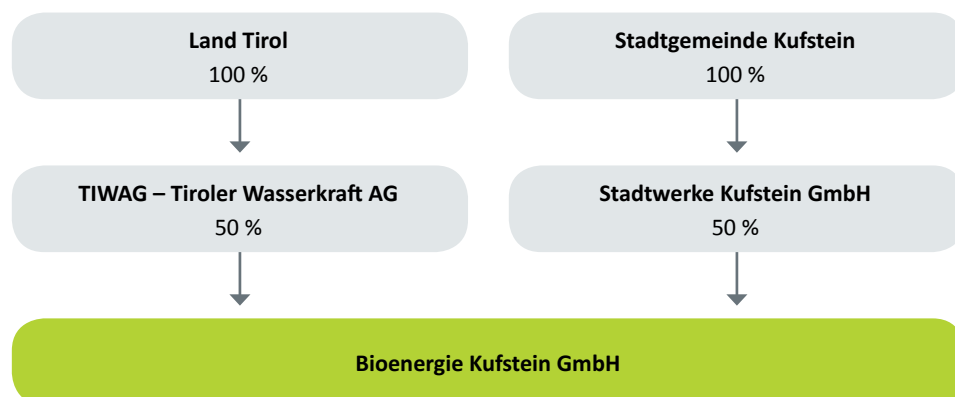 Land Tirol
100 %
Stadtgemeinde Kufstein
100 %
TIWAG – Tiroler Wasserkraft AG
50 %
Stadtwerke Kufstein GmbH
50 %
Bioenergie Kufstein GmbH